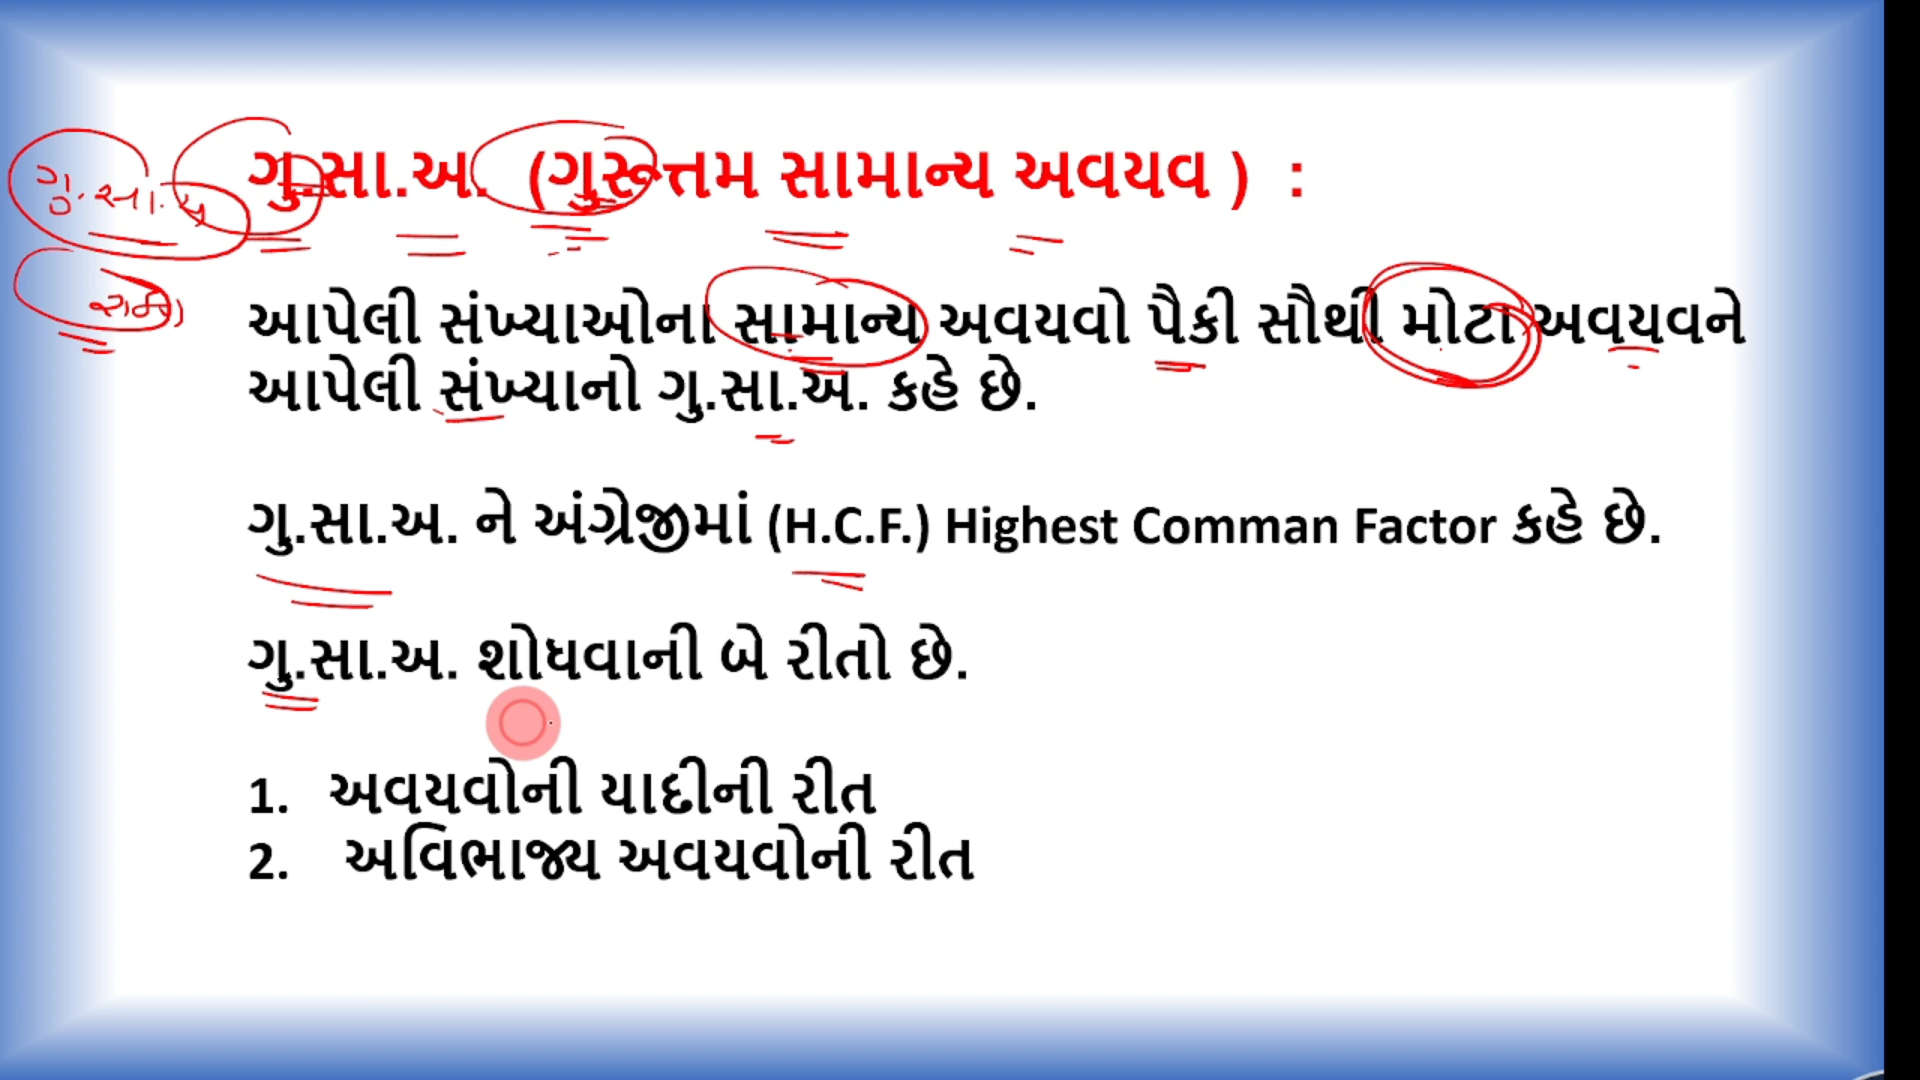 ગુ.સા.અ. (ગુરૂત્તમ સામાન્ય અવયવ ) :
ગુ.સા.
આપેલી સંખ્યાઓના સામાન્ય અવયવો પૈકી સૌથી મોટા અવયવને
આપેલી સંખ્યાનો ગુ.સા.અ. કહે છે.
ગુ.સા.અ. ને અંગ્રેજીમાં (H.C.F.) Highest Comman Factor કહે છે.
ગુ.સા.અ. શોધવાની બે રીતો છે.
1. અવયવોની યાદીની રીત
2. અવિભાજ્ય અવયવોની રીત